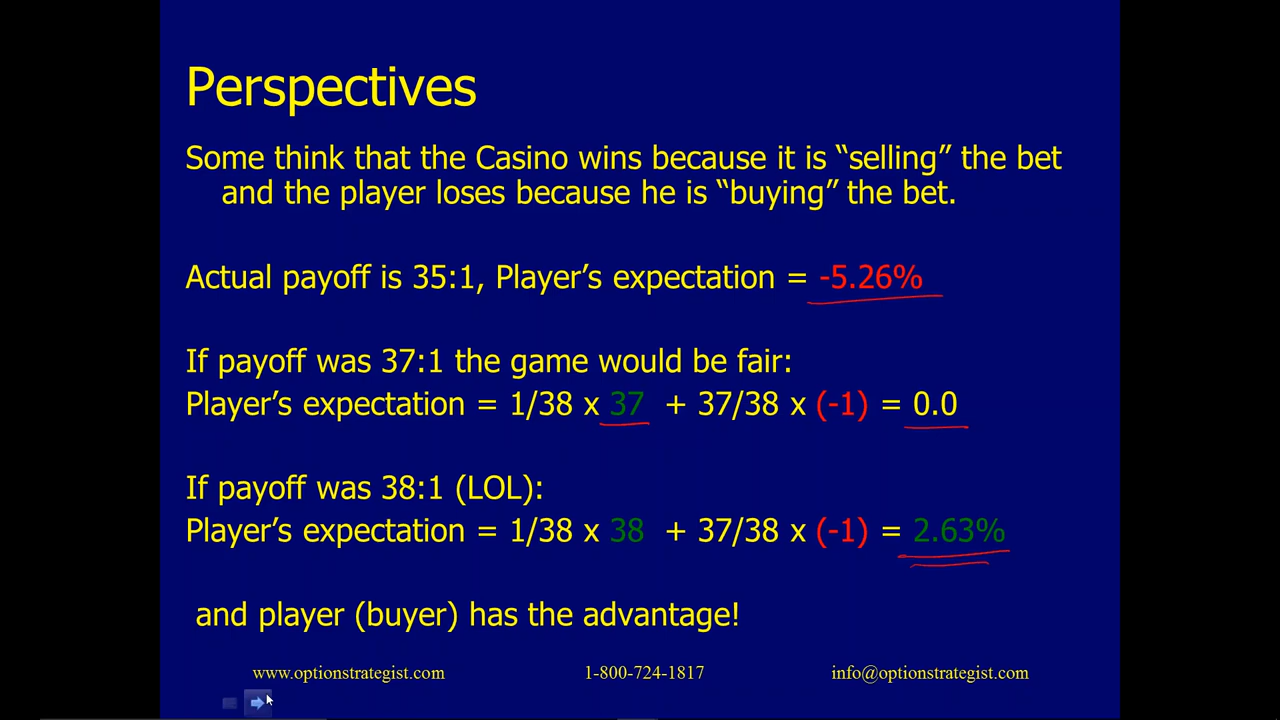 Perspectives
Some think that the Casino wins because it is “selling” the bet
and the player loses because he is “buying” the bet.
Actual payoff is 35:1, Player’s expectation = -5.26%
If payoff was 37:1 the game would be fair:
Player’s expectation = 1/38 x 37 + 37/38 x (-1) = 0.0
If payoff was 38:1 (LOL):
Player’s expectation = 1/38 x 38 + 37/38 x (-1) = 2.63%
and player (buyer) has the advantage!
www.optionstrategist.com 1-800-724-1817 info@optionstrategist.com